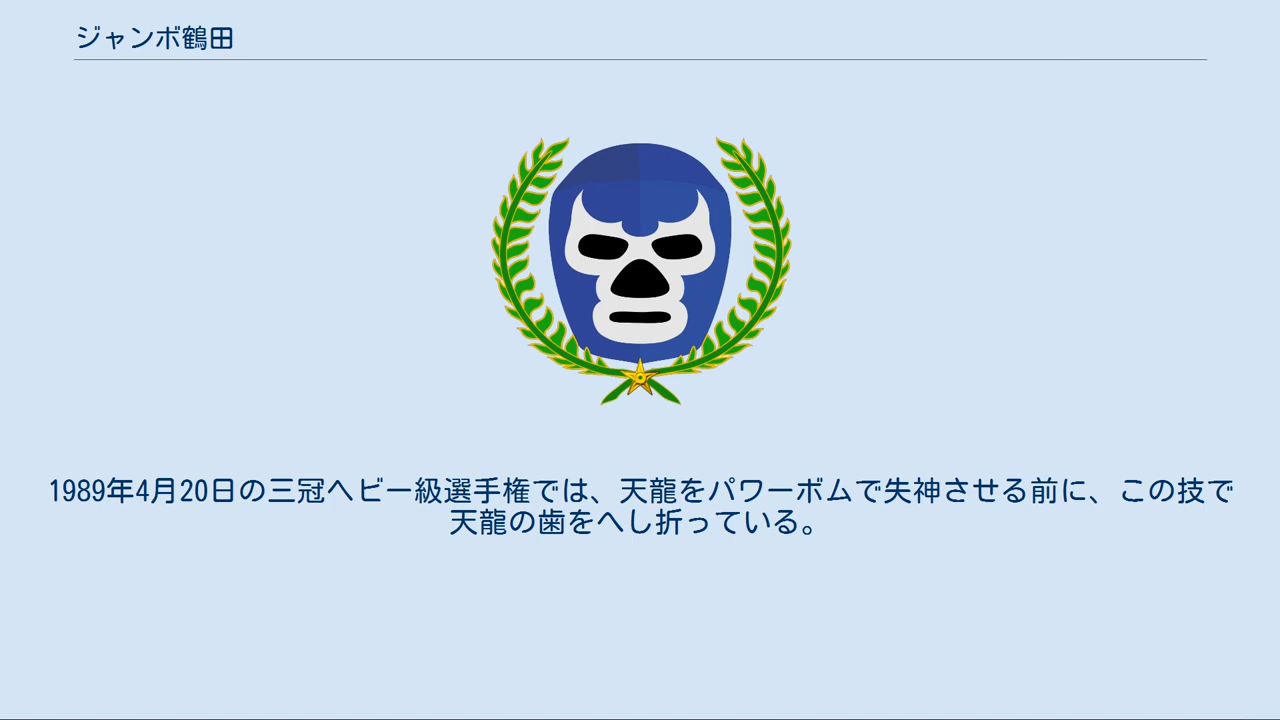 ジャンボ鶴田
1989年4月20日の三冠ヘビー級選手権では、天龍をパワーボムで失神させる前に、この技で
天龍の歯をへし折っている。